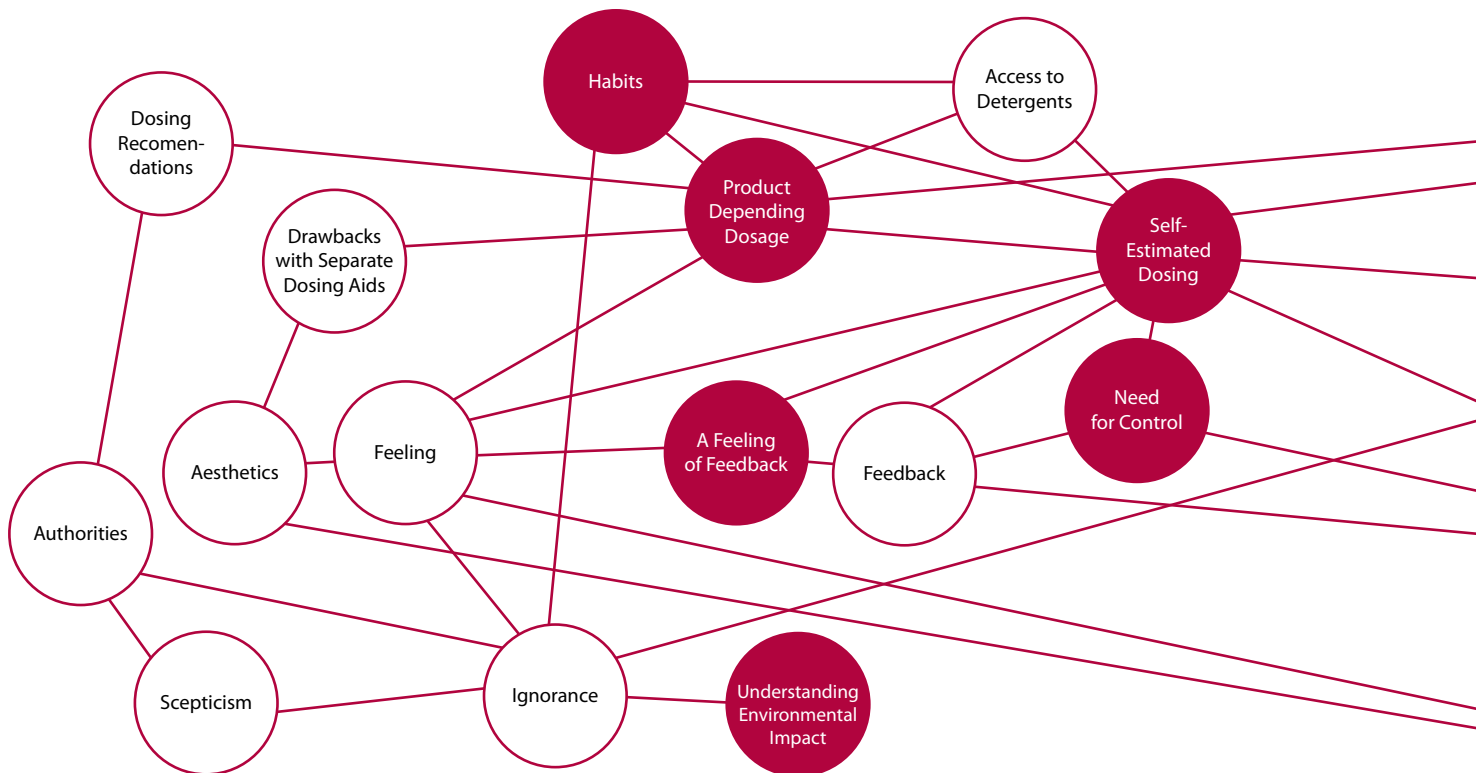 Habits
Access to
Detergents
Dosing
Recomen-
dations
Product
Depending
Dosage
Drawbacks
with Separate
Dosing Aids
Self-
Estimated
Dosing
Need
for Control
A Feeling
of Feedback
Feeling
Feedback
Aesthetics
Authorities
Scepticism
Ignorance
Understanding
Environmental
Impact